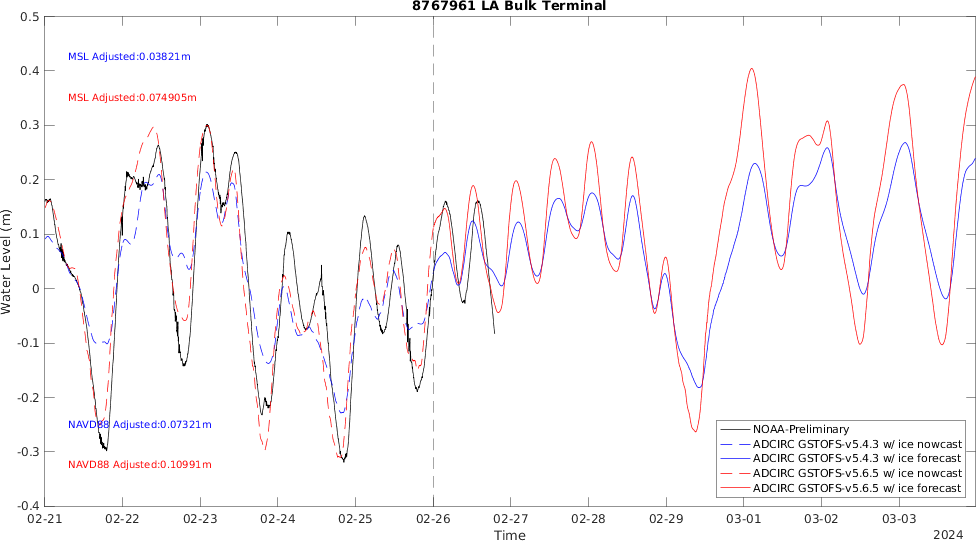 8767961 LA Bulk Terminal
0.5
0.4
0.3
0.2
0.1
0
-0.1
-0.2
-0.3
-0.4
Water Level (m)
MSL Adjusted:0.03821m
MSL Adjusted:0.074905m
NAVD88 Adjusted:0.07321m
NAVD88 Adjusted:0.10991m
NOAA-Preliminary
ADCIRC GSTOFS-v5.4.3 w/ ice nowcast
ADCIRC GSTOFS-v5.4.3 w/ ice forecast
ADCIRC GSTOFS-v5.6.5 w/ ice nowcast
ADCIRC GSTOFS-v5.6.5 w/ ice forecast
02-21 02-22 02-23 02-24 02-25 02-26 02-27 02-28 02-29 03-01 03-02 03-03
Time
2024